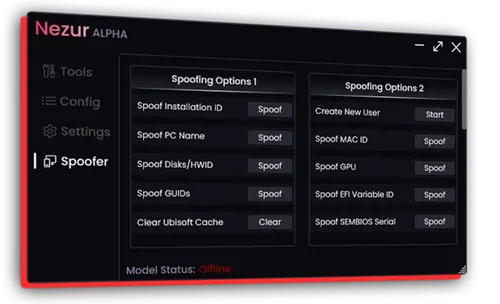 Nezur ALPHA
Tools
Config
Settings
Spoofer
Spoofing Options 1
Spoof Installation ID Spoof
Spoof PC Name Spoof
Spoof Disks/HWID Spoof
Spoof GUIDs Spoof
Clear Ubisoft Cache Clear
Spoofing Options 2
Create New User Start
Spoof MAC ID Spoof
Spoof GPU Spoof
Spoof EFI Variable ID Spoof
Spoof SEMBIOS Serial Spoof
Model Status: Offline